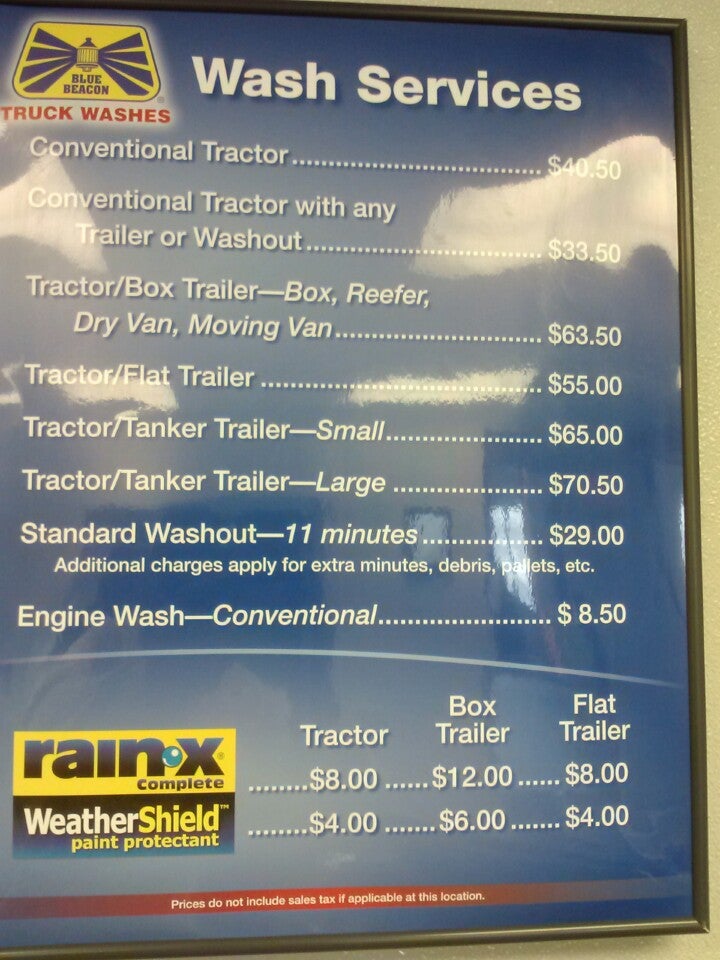 BLUE
BEACON
TRUCK WASHES
Wash Services
Conventional Tractor.............................. $40.50
Conventional Tractor with any
Trailer or Washout............................ $33.50
Tractor/Box Trailer—Box, Reefer,
Dry Van, Moving Van......................... $63.50
Tractor/Flat Trailer .................................. $55.00
Tractor/Tanker Trailer—Small................... $65.00
Tractor/Tanker Trailer—Large .................. $70.50
Standard Washout—11 minutes.............. $29.00
Additional charges apply for extra minutes, debris, pallets, etc.
Engine Wash—Conventional..................... $ 8.50
Tractor Box Trailer Flat Trailer
rain-x®
Complete ........$8.00 ......$12.00 ...... $8.00
WeatherShield™
paint protectant ........$4.00 ....... $6.00 ....... $4.00
Prices do not include sales tax if applicable at this location.